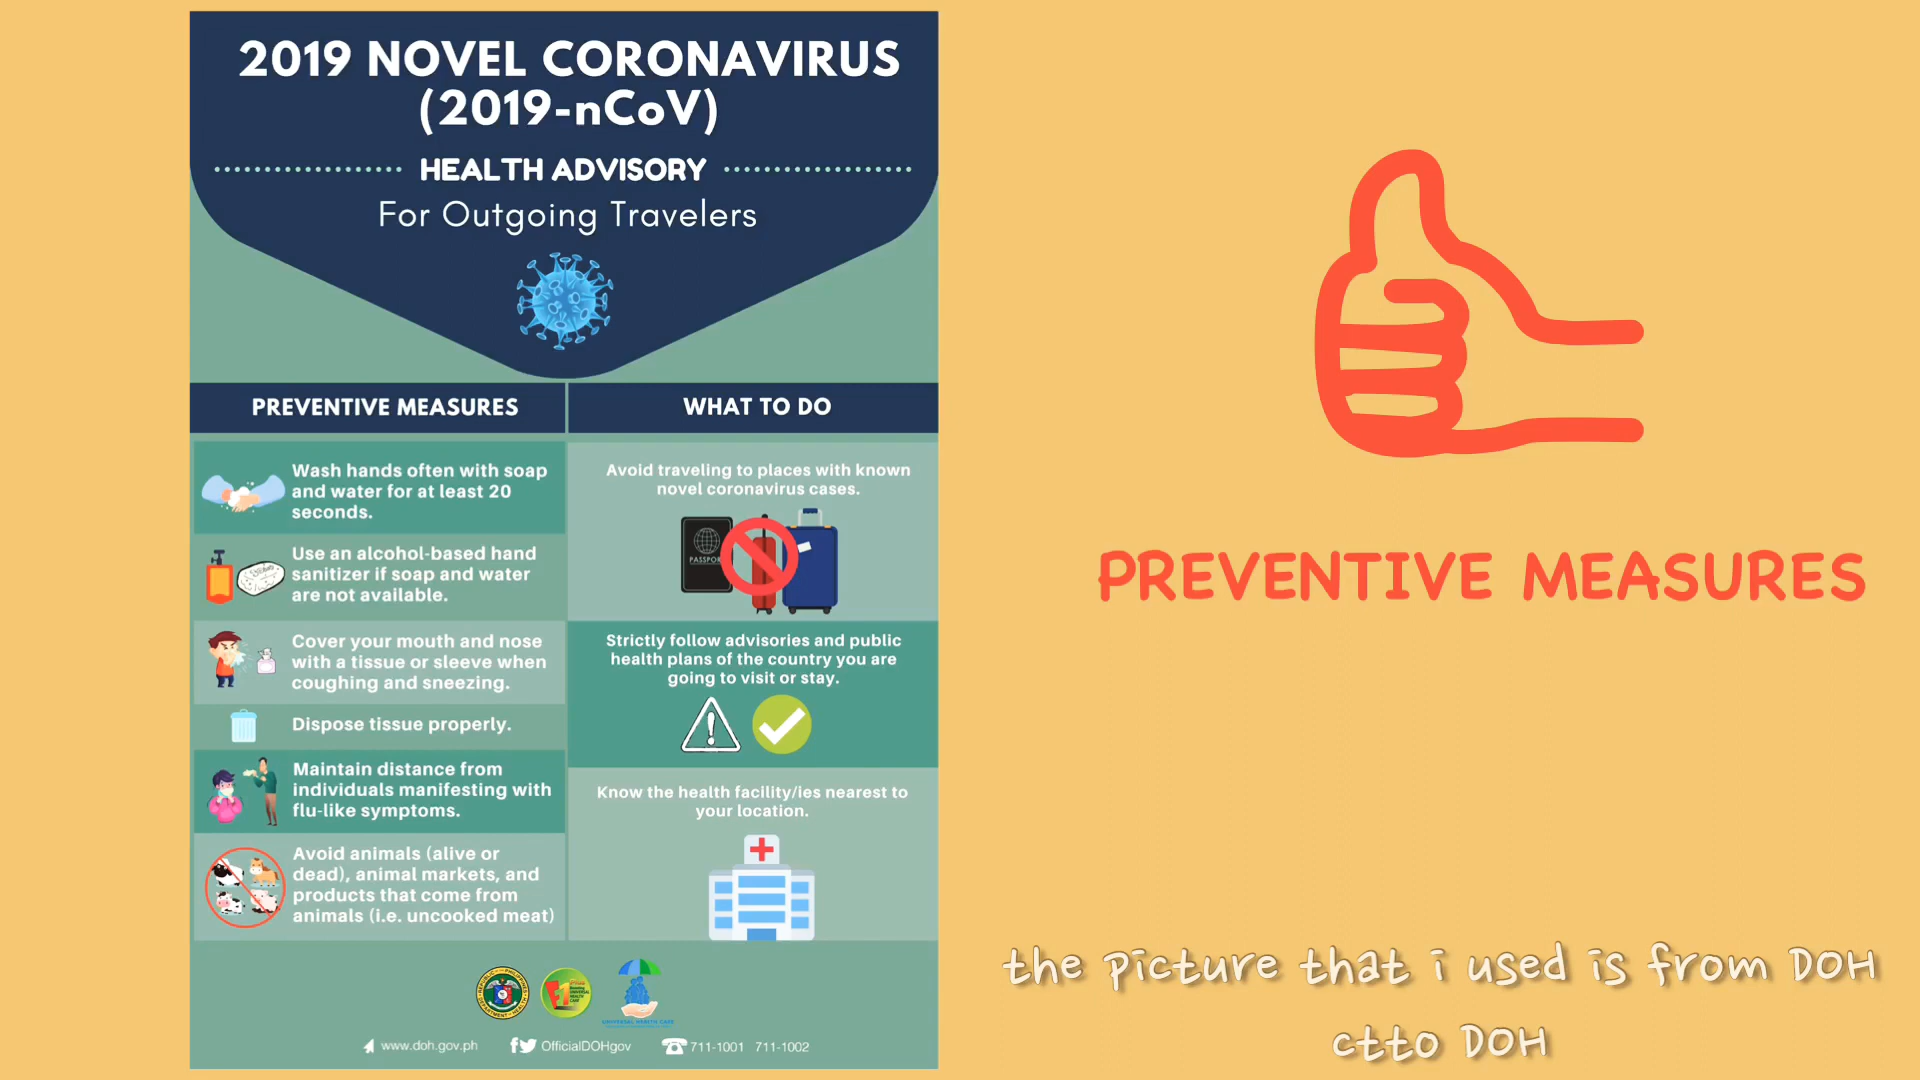 2019 NOVEL CORONAVIRUS
(2019-nCoV)
HEALTH ADVISORY
For Outgoing Travelers
PREVENTIVE MEASURES
Wash hands often with soap
and water for at least 20
seconds.
Use an alcohol-based hand
sanitizer if soap and water
are not available.
Cover your mouth and nose
with a tissue or sleeve when
coughing and sneezing.
Dispose tissue properly.
Maintain distance from
individuals manifesting with
flu-like symptoms.
Avoid animals (alive or
dead), animal markets, and
products that come from
animals (i.e. uncooked meat)
WHAT TO DO
Avoid traveling to places with known
novel coronavirus cases.
PASSPOR
Strictly follow advisories and public
health plans of the country you are
going to visit or stay.
Know the health facility/ies nearest to
your location.
UNIVERSAL HEALTH CARE
www.doh.gov.ph
OfficialDOHgov
711-1001 711-1002
PREVENTIVE MEASURES
the picture that i used is from DOH
ctto DOH